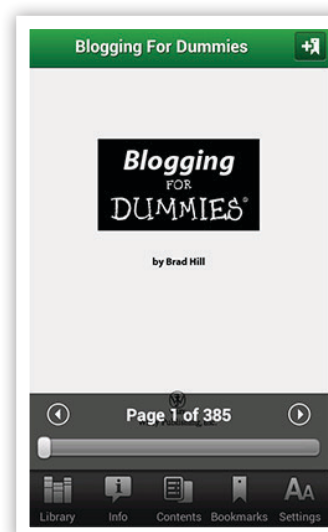 Blogging For Dummies
Blogging
FOR
DUMMIES®
by Brad Hill
Page 1 of 385
Library Info Contents Bookmarks Settings